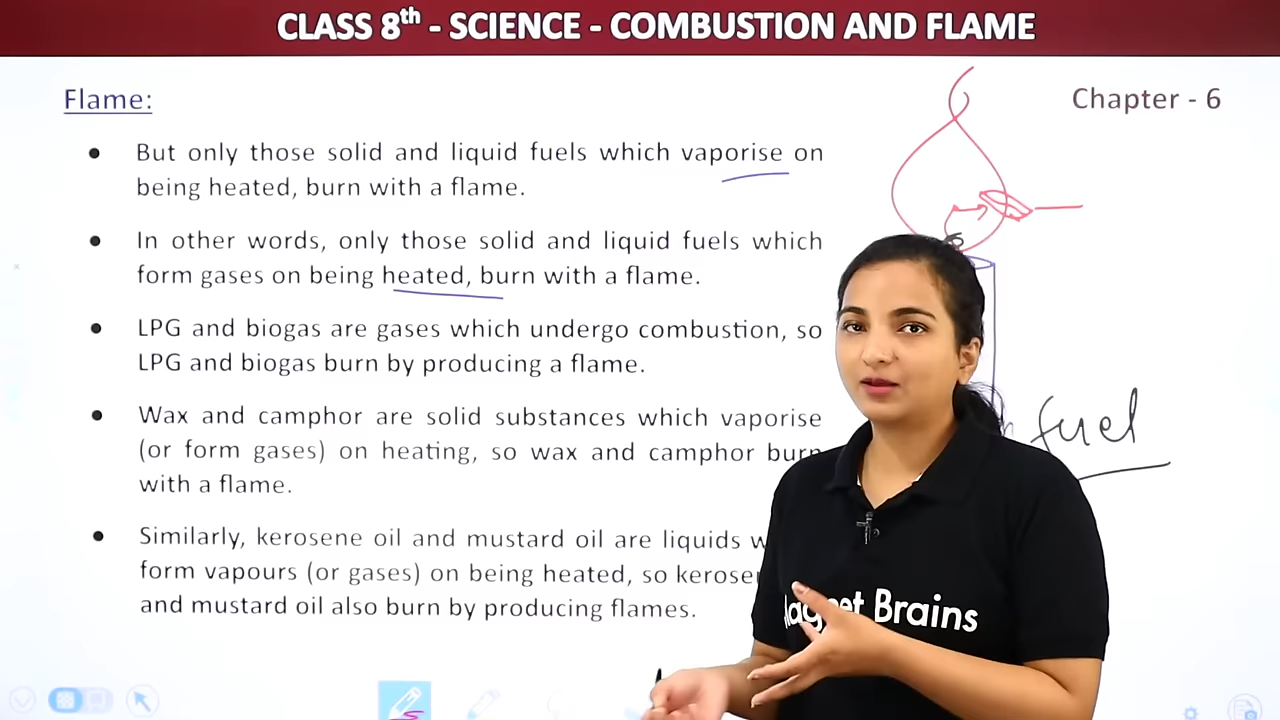 CLASS 8th - SCIENCE - COMBUSTION AND FLAME
Flame:
Chapter - 6
• But only those solid and liquid fuels which vaporise on
being heated, burn with a flame.
• In other words, only those solid and liquid fuels which
form gases on being heated, burn with a flame.
• LPG and biogas are gases which undergo combustion, so
LPG and biogas burn by producing a flame.
• Wax and camphor are solid substances which vaporise
(or form gases) on heating, so wax and camphor burn
with a flame.
fuel
• Similarly, kerosene oil and mustard oil are liquids
form vapours (or gases) on being heated, so
and mustard oil also burn by producing flames.
Brains